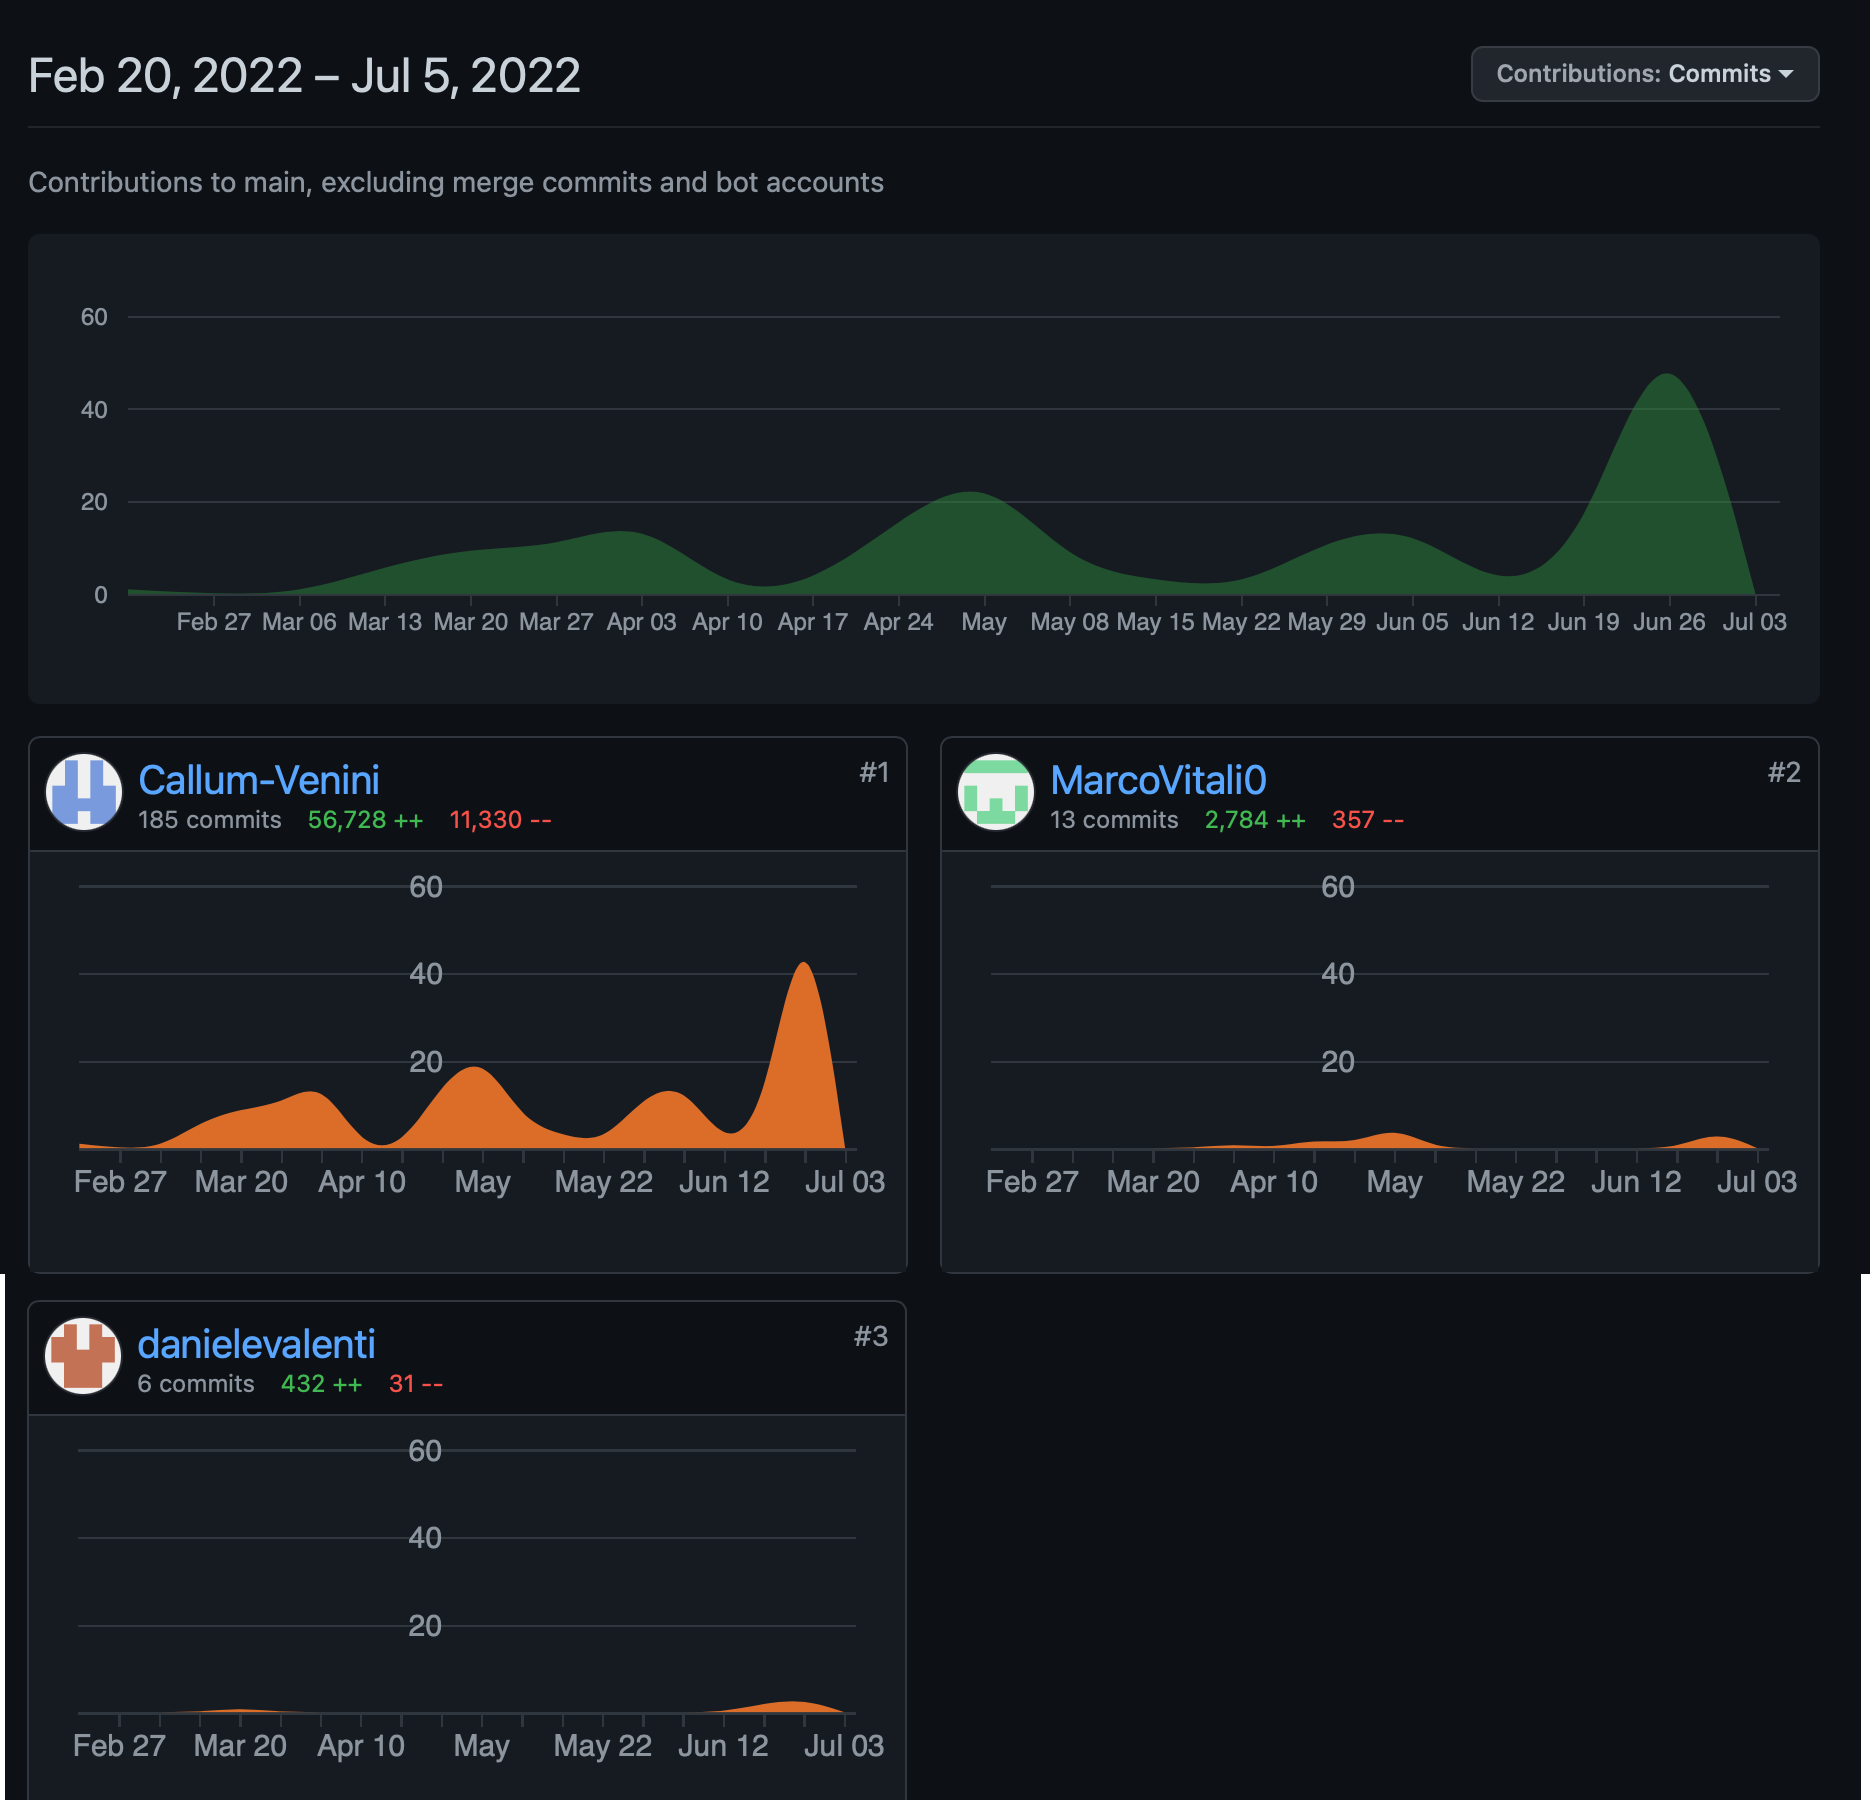 Feb 20, 2022 – Jul 5, 2022
Contributions: Commits
Contributions to main, excluding merge commits and bot accounts
60
40
20
0
Feb 27 Mar 06 Mar 13 Mar 20 Mar 27 Apr 03 Apr 10 Apr 17 Apr 24 May May 08 May 15 May 22 May 29 Jun 05 Jun 12 Jun 19 Jun 26 Jul 03
Callum-Venini #1
185 commits 56,728 ++ 11,330 --
60
40
20
Feb 27 Mar 20 Apr 10 May May 22 Jun 12 Jul 03
MarcoVitali0 #2
13 commits 2,784 ++ 357 --
60
40
20
Feb 27 Mar 20 Apr 10 May May 22 Jun 12 Jul 03
danielevalenti #3
6 commits 432 ++ 31 --
60
40
20
Feb 27 Mar 20 Apr 10 May May 22 Jun 12 Jul 03